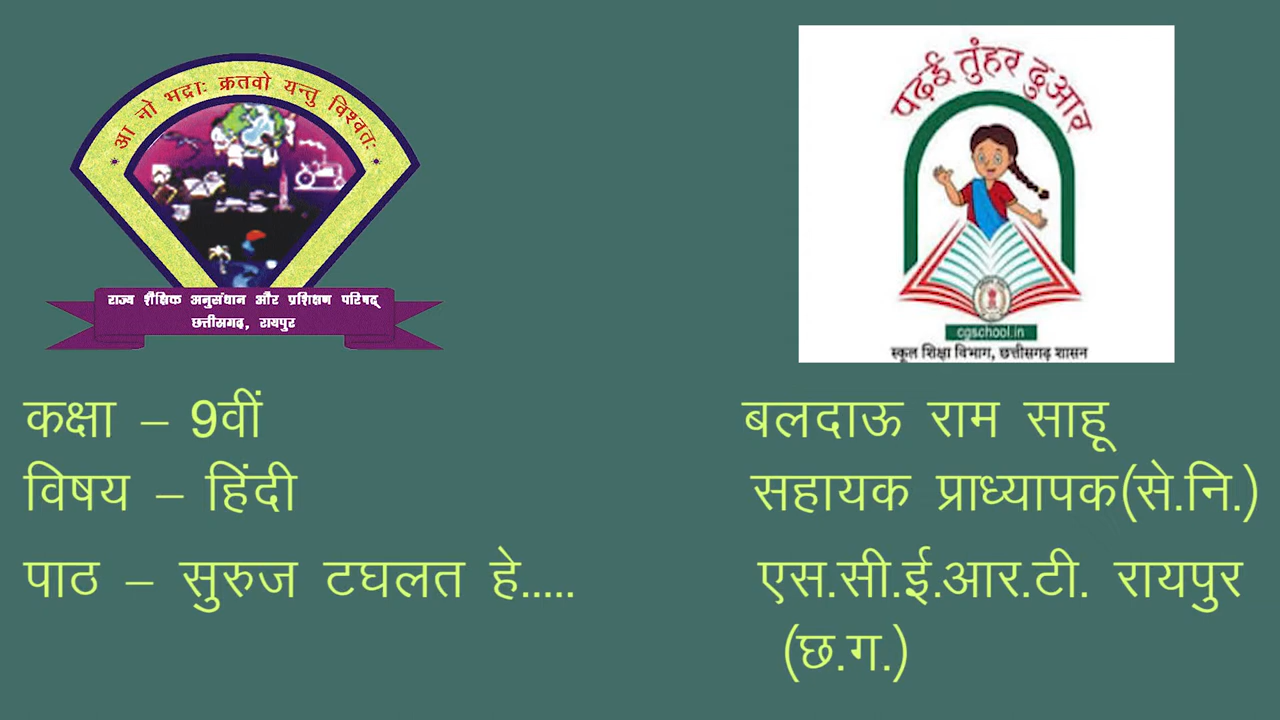 आ नो भद्राः क्रतवो यन्तु विश्वतः
राज्य शैक्षिक अनुसंधान और प्रशिक्षण परिषद्
छत्तीसगढ़, रायपुर
पढ़ई तुंहर दुआर
cgschool.in
स्कूल शिक्षा विभाग, छत्तीसगढ़ शासन
कक्षा – 9वीं
विषय – हिंदी
पाठ – सुरुज टघलत हे.....
बलदाऊ राम साहू
सहायक प्राध्यापक(से.नि.)
एस.सी.ई.आर.टी. रायपुर
(छ.ग.)